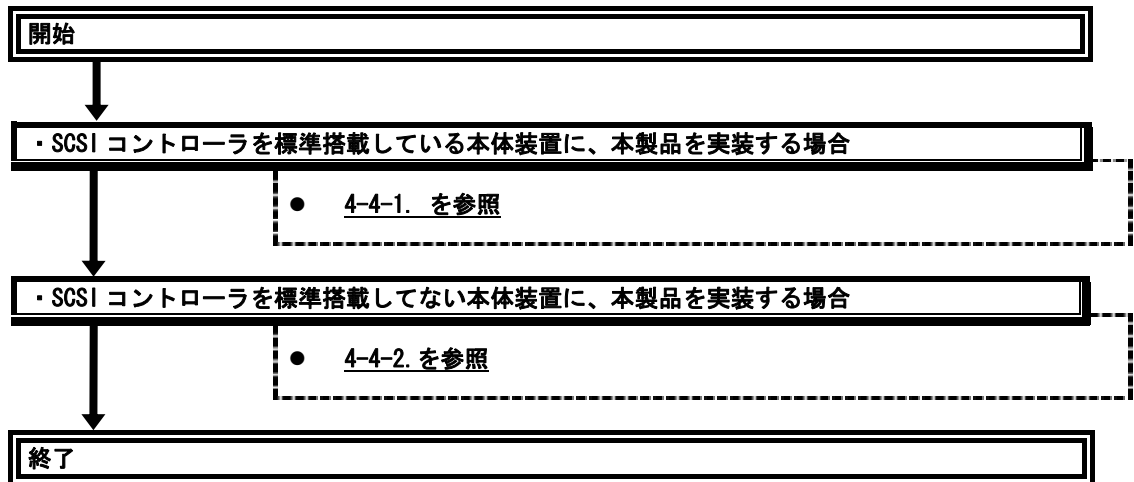 開始
・SCSI コントローラを標準搭載している本体装置に、本製品を実装する場合
● 4-4-1. を参照
・SCSI コントローラを標準搭載してない本体装置に、本製品を実装する場合
● 4-4-2. を参照
終了